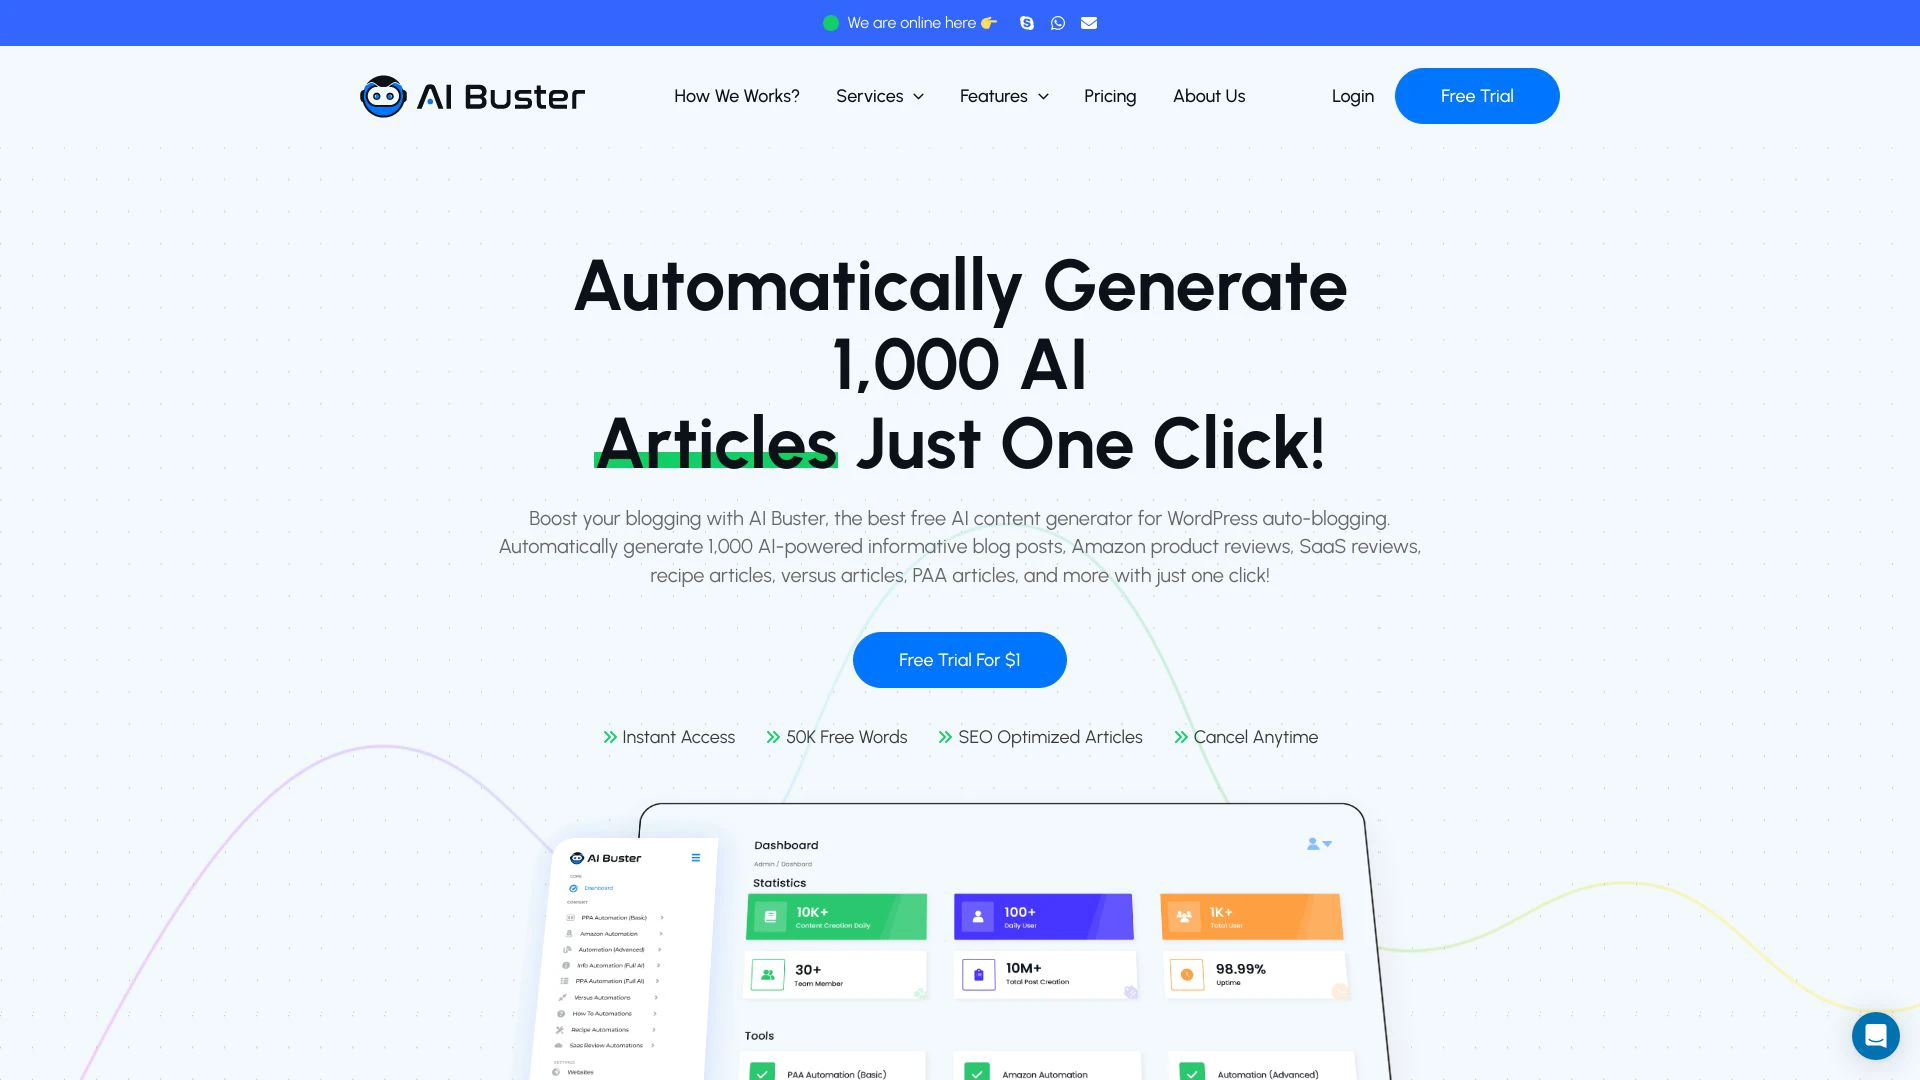 We are online here
AI Buster
How We Works?
Services
Features
Pricing
About Us
Login
Free Trial
Automatically Generate
1,000 AI
Articles Just One Click!
Boost your blogging with AI Buster, the best free AI content generator for WordPress auto-blogging.
Automatically generate 1,000 AI-powered informative blog posts, Amazon product reviews, SaaS reviews,
recipe articles, versus articles, PAA articles, and more with just one click!
Free Trial For $1
Instant Access
50K Free Words
SEO Optimized Articles
Cancel Anytime
AI Buster
CORE
Dashboard
CONTENT
PPA Automation (Basic)
Amazon Automation
Automation (Advanced)
Info Automation (Full AI)
PPA Automation (Full AI)
Versus Automations
How To Automations
Recipe Automations
Saas Review Automations
SETTINGS
Websites
Dashboard
Admin / Dashboard
Statistics
10K+
Content Creation Daily
100+
Daily User
1K+
Total User
30+
Team Member
10M+
Total Post Creation
98.99%
Uptime
Tools
PAA Automation (Basic)
Amazon Automation
Automation (Advanced)